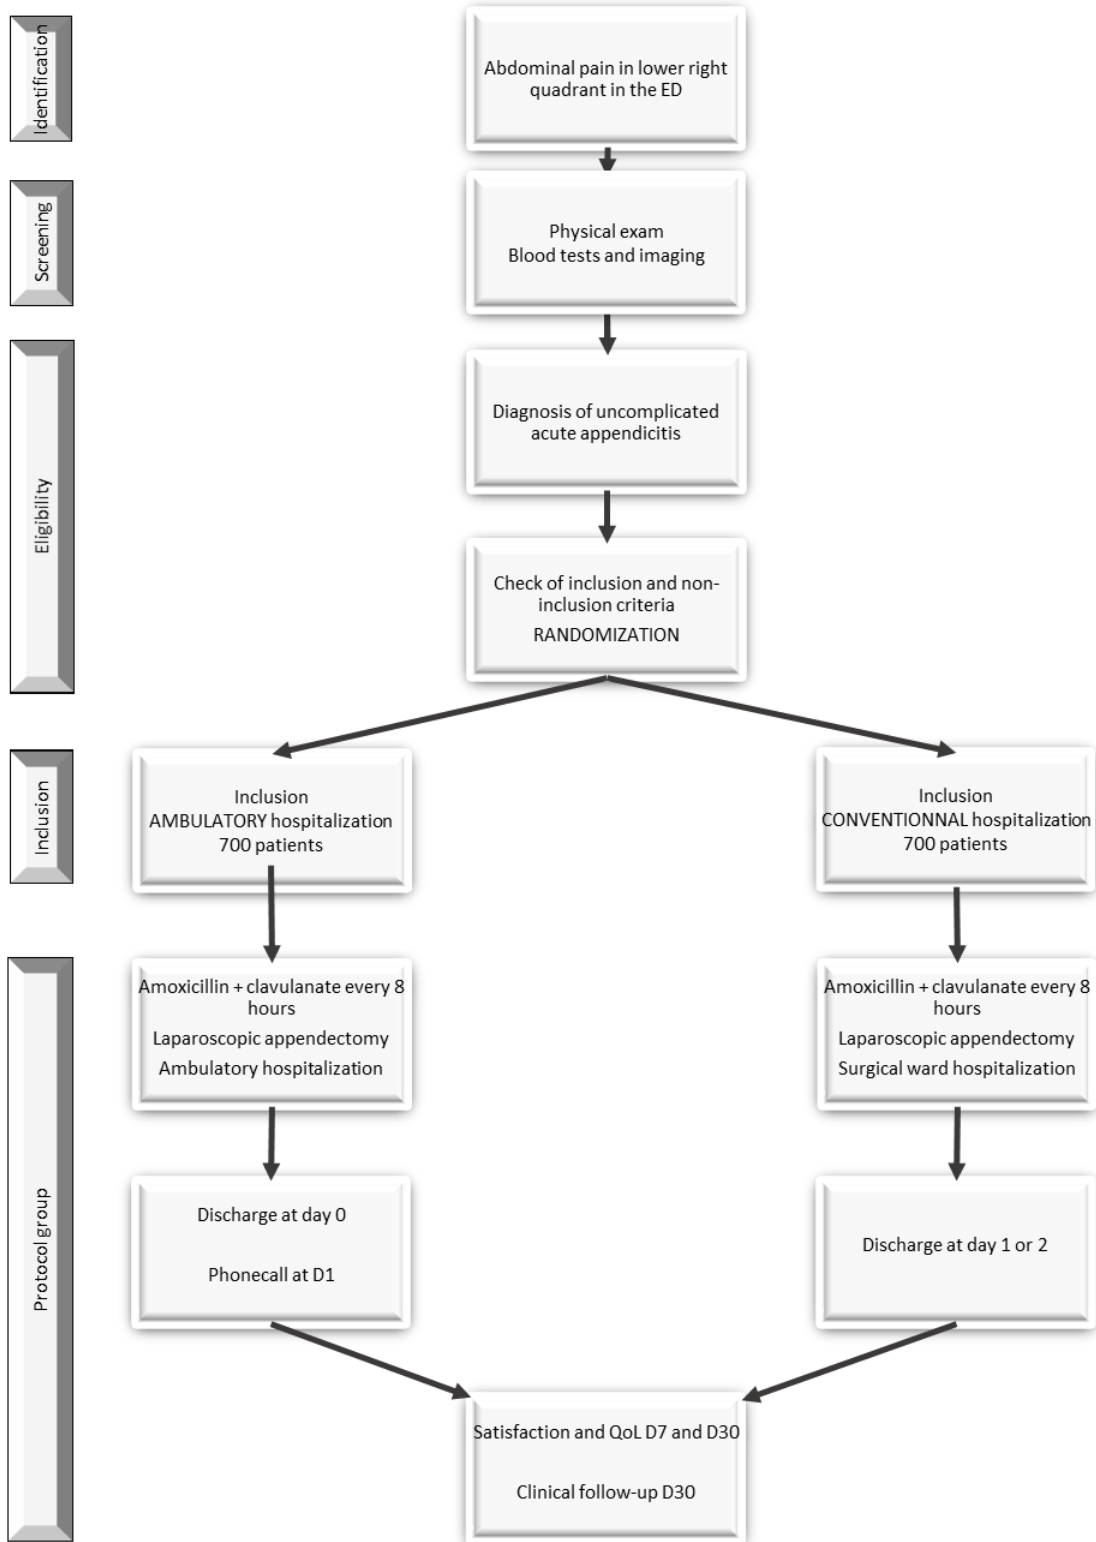 Identification
Abdominal pain in lower right
quadrant in the ED
Screening
Physical exam
Blood tests and imaging
Eligibility
Diagnosis of uncomplicated
acute appendicitis
Check of inclusion and non-
inclusion criteria
RANDOMIZATION
Inclusion
Inclusion
AMBULATORY hospitalization
700 patients
Inclusion
CONVENTIONNAL hospitalization
700 patients
Protocol group
Amoxicillin + clavulanate every 8
hours
Laparoscopic appendectomy
Ambulatory hospitalization
Amoxicillin + clavulanate every 8
hours
Laparoscopic appendectomy
Surgical ward hospitalization
Discharge at day 0
Phonecall at D1
Discharge at day 1 or 2
Satisfaction and QoL D7 and D30
Clinical follow-up D30